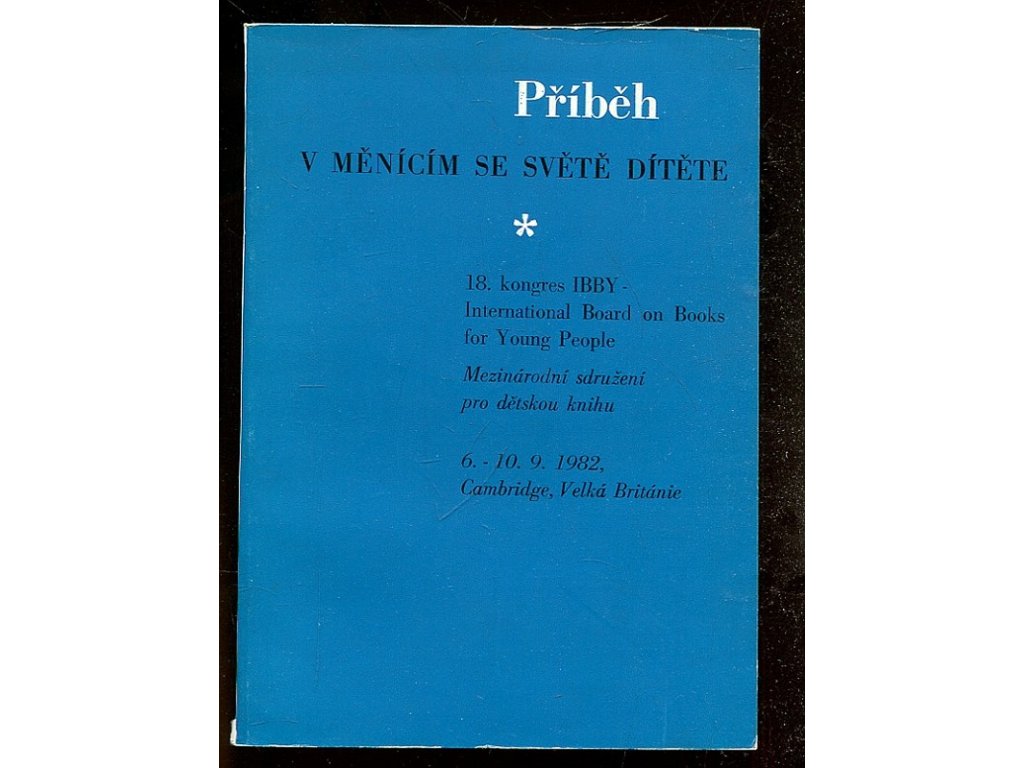 Příběh
V MĚNÍCÍM SE SVĚTĚ DÍTĚTE
*
18. kongres IBBY -
International Board on Books
for Young People
Mezinárodní sdružení
pro dětskou knihu
6. - 10. 9. 1982,
Cambridge, Velká Británie